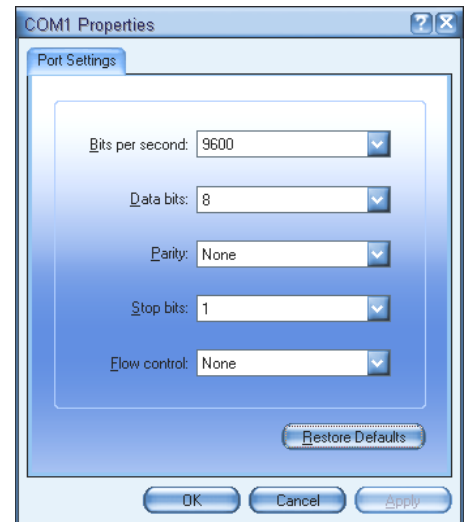 COM1 Properties
Port Settings
Bits per second: 9600
Data bits: 8
Parity: None
Stop bits: 1
Flow control: None
Restore Defaults
OK Cancel Apply